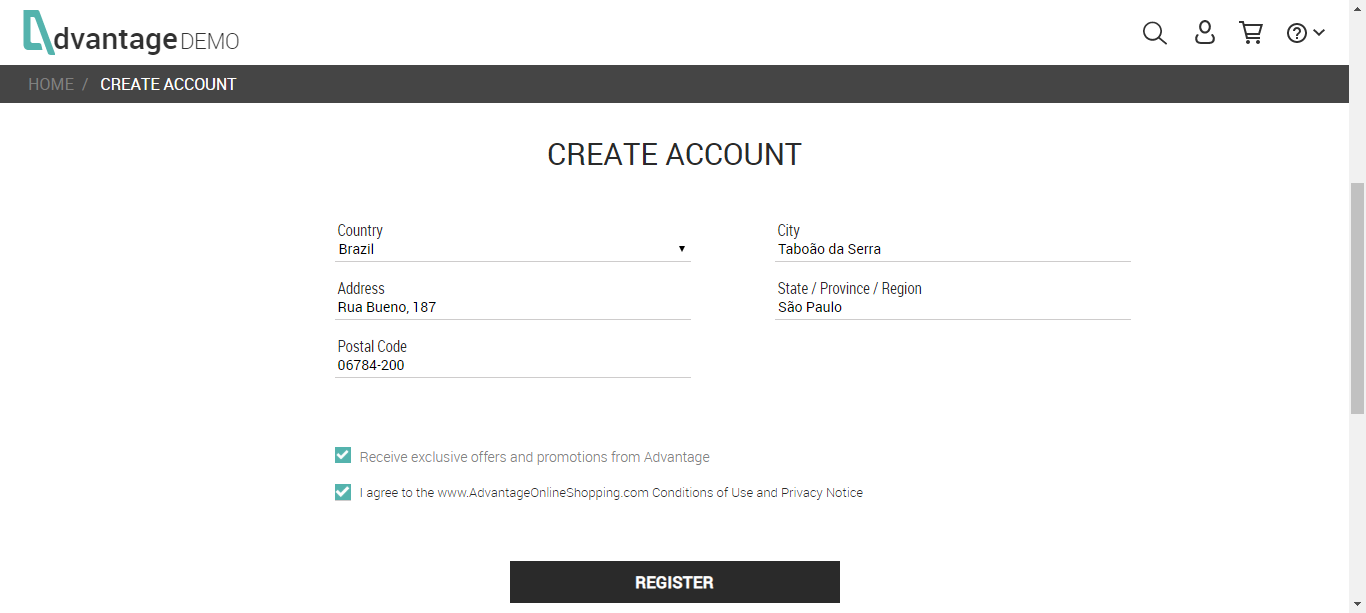 dvantage DEMO
HOME / CREATE ACCOUNT
CREATE ACCOUNT
Country
Brazil
City
Taboão da Serra
Address
Rua Bueno, 187
State / Province / Region
São Paulo
Postal Code
06784-200
Receive exclusive offers and promotions from Advantage
I agree to the www.AdvantageOnlineShopping.com Conditions of Use and Privacy Notice
REGISTER